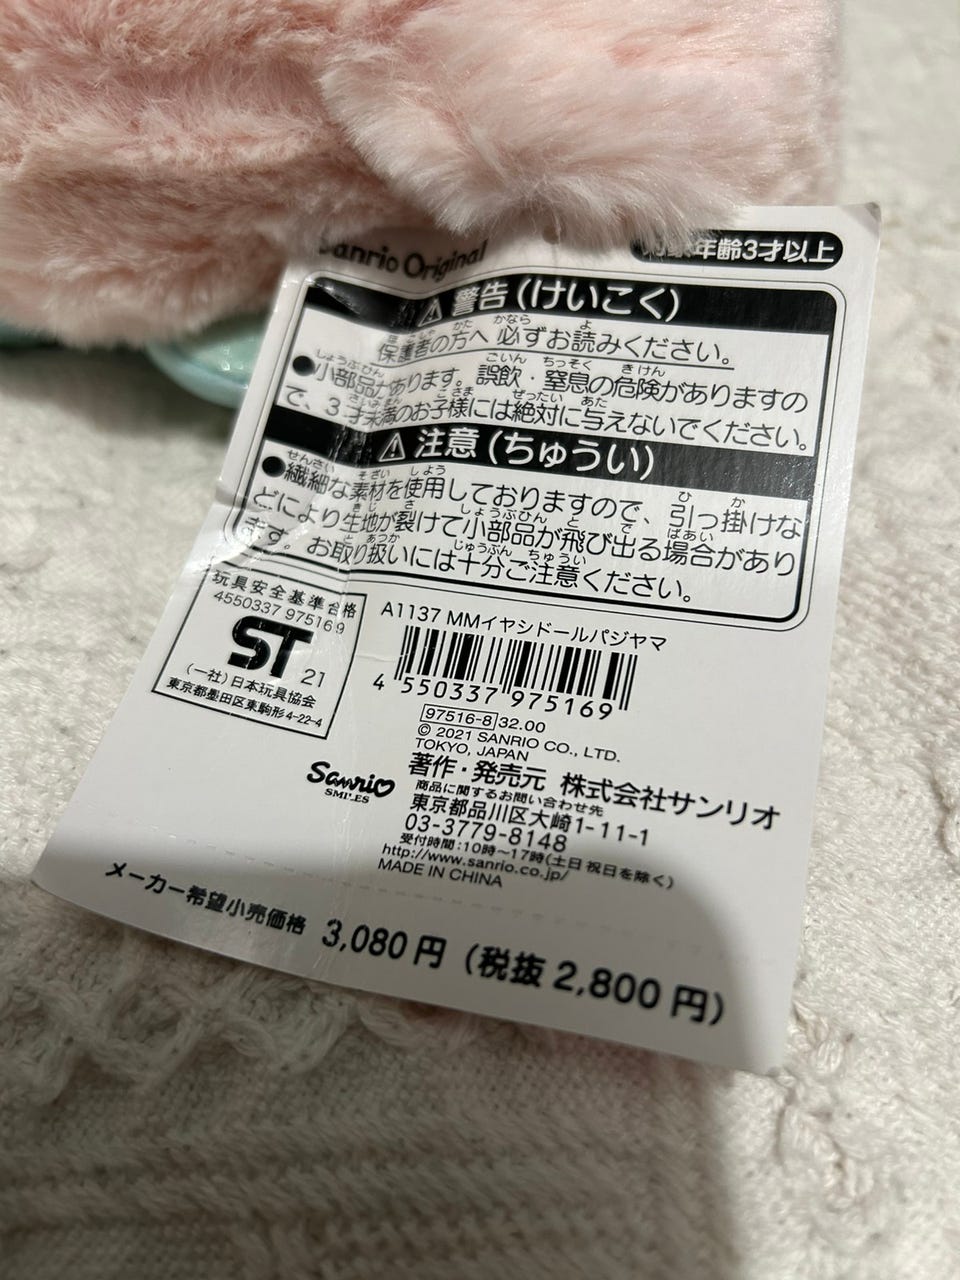 Sanrio Original
対象年齢3才以上
警告(けいこく)
保護者の方へ 必ずお読みください。
●小部品があります。誤飲・窒息の危険がありますの
で、3才未満のお子様には絶対に与えないでください。
注意(ちゅうい)
●繊細な素材を使用しておりますので、引っ掛けな
どにより生地が裂けて小部品が飛び出る場合があり
ます。お取り扱いには十分ご注意ください。
玩具安全基準合格
4550337 975169
ST 21
(一社)日本玩具協会
東京都墨田区東駒形4-22-4
A1137 MMイヤシドールパジヤマ
4 550337 975169
97516-8 32.00
© 2021 SANRIO CO., LTD.
TOKYO, JAPAN
Sanrio
SMILES
著作・発売元 株式会社サンリオ
商品に関するお問い合わせ先
東京都品川区大崎1-11-1
03-3779-8148
受付時間:10時〜17時(土日祝日を除く)
http://www.sanrio.co.jp/
MADE IN CHINA
メーカー希望小売価格 3,080円(税抜2,800円)